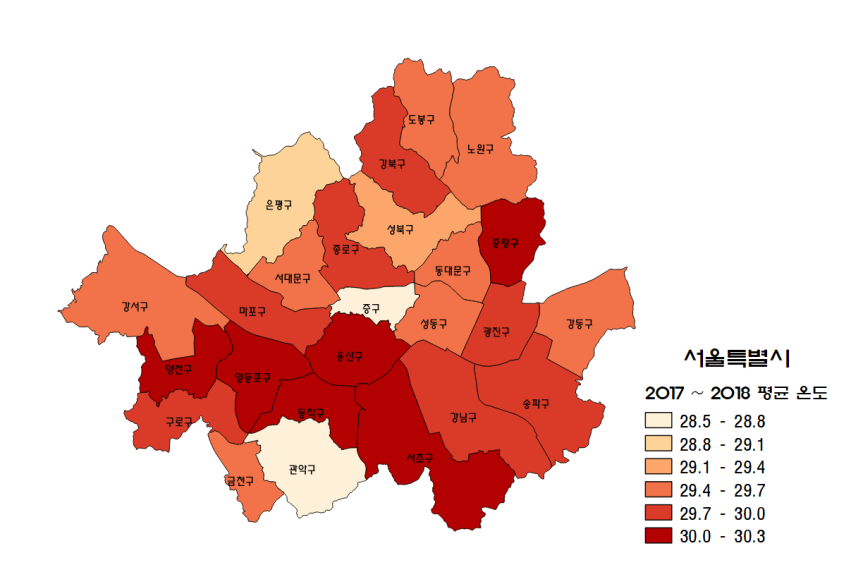 도봉구
노원구
강북구
은평구
성북구
중랑구
종로구
동대문구
서대문구
강서구
마포구
중구
성동구
광진구
강동구
용산구
양천구
영등포구
송파구
동작구
강남구
구로구
서초구
관악구
금천구
서울특별시
2017 ~ 2018 평균 온도
28.5 - 28.8
28.8 - 29.1
29.1 - 29.4
29.4 - 29.7
29.7 - 30.0
30.0 - 30.3